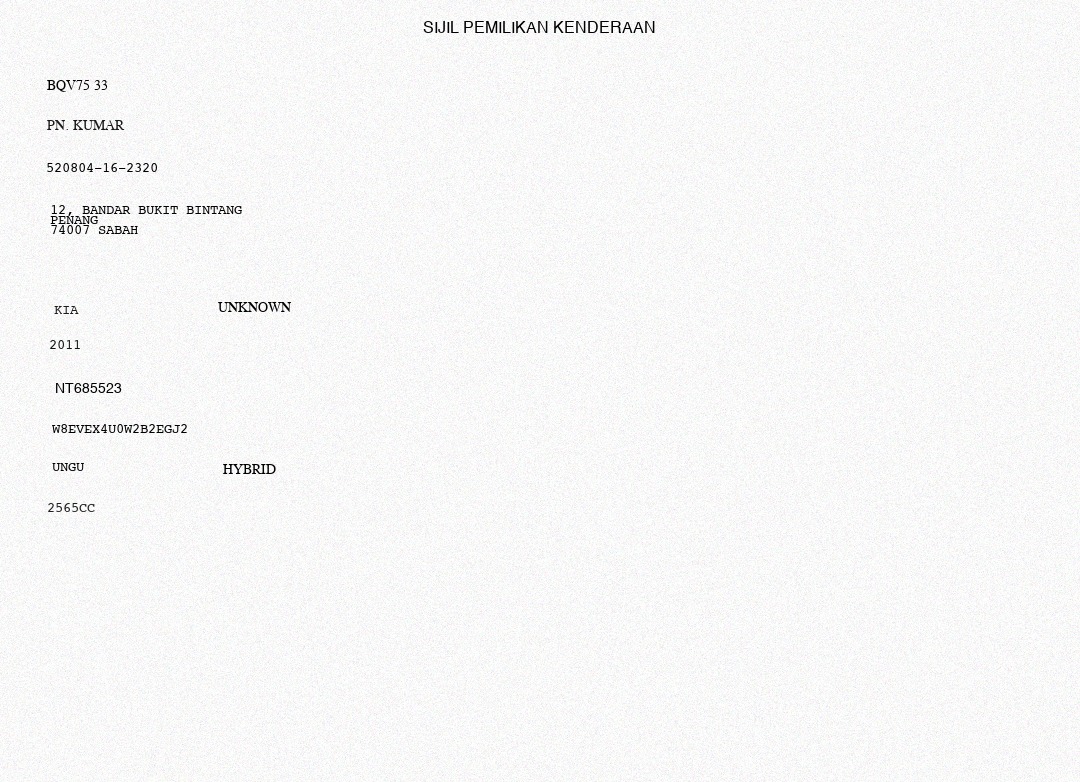 SIJIL PEMILIKAN KENDERAAN
BQV75 33
PN. KUMAR
520804-16-2320
12, BANDAR BUKIT BINTANG
PENANG
74007 SABAH
KIA UNKNOWN
2011
NT685523
W8EVEX4U0W2B2EGJ2
UNGU HYBRID
2565CC